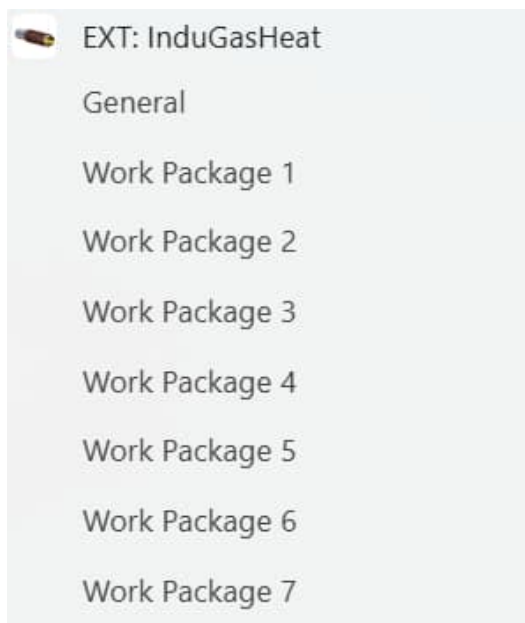 EXT: InduGasHeat
General
Work Package 1
Work Package 2
Work Package 3
Work Package 4
Work Package 5
Work Package 6
Work Package 7